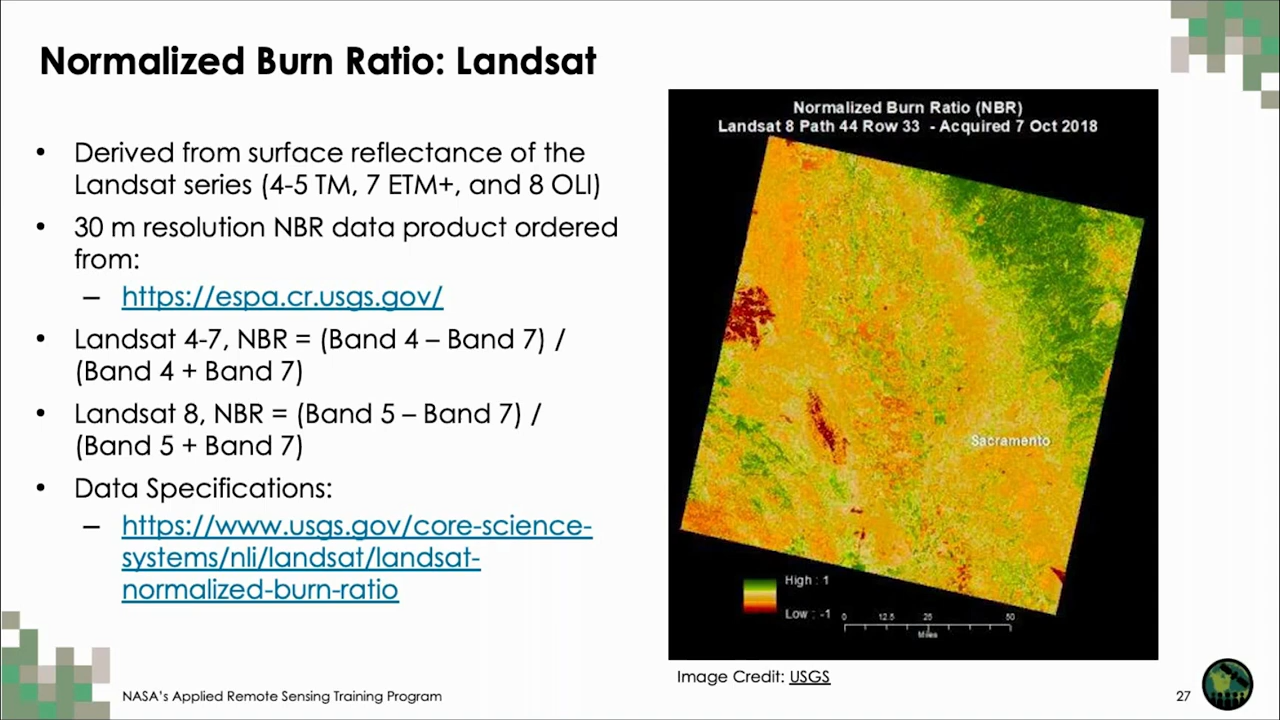 Normalized Burn Ratio: Landsat
• Derived from surface reflectance of the
Landsat series (4-5 TM, 7 ETM+, and 8 OLI)
• 30 m resolution NBR data product ordered
from:
– https://espa.cr.usgs.gov/
• Landsat 4-7, NBR = (Band 4 – Band 7) /
(Band 4 + Band 7)
• Landsat 8, NBR = (Band 5 – Band 7) /
(Band 5 + Band 7)
• Data Specifications:
– https://www.usgs.gov/core-science-
systems/nli/landsat/landsat-
normalized-burn-ratio
Normalized Burn Ratio (NBR)
Landsat 8 Path 44 Row 33 - Acquired 7 Oct 2018
Sacramento
High : 1
Low : -1
0 12.5 25 50
Miles
Image Credit: USGS
NASA's Applied Remote Sensing Training Program
27